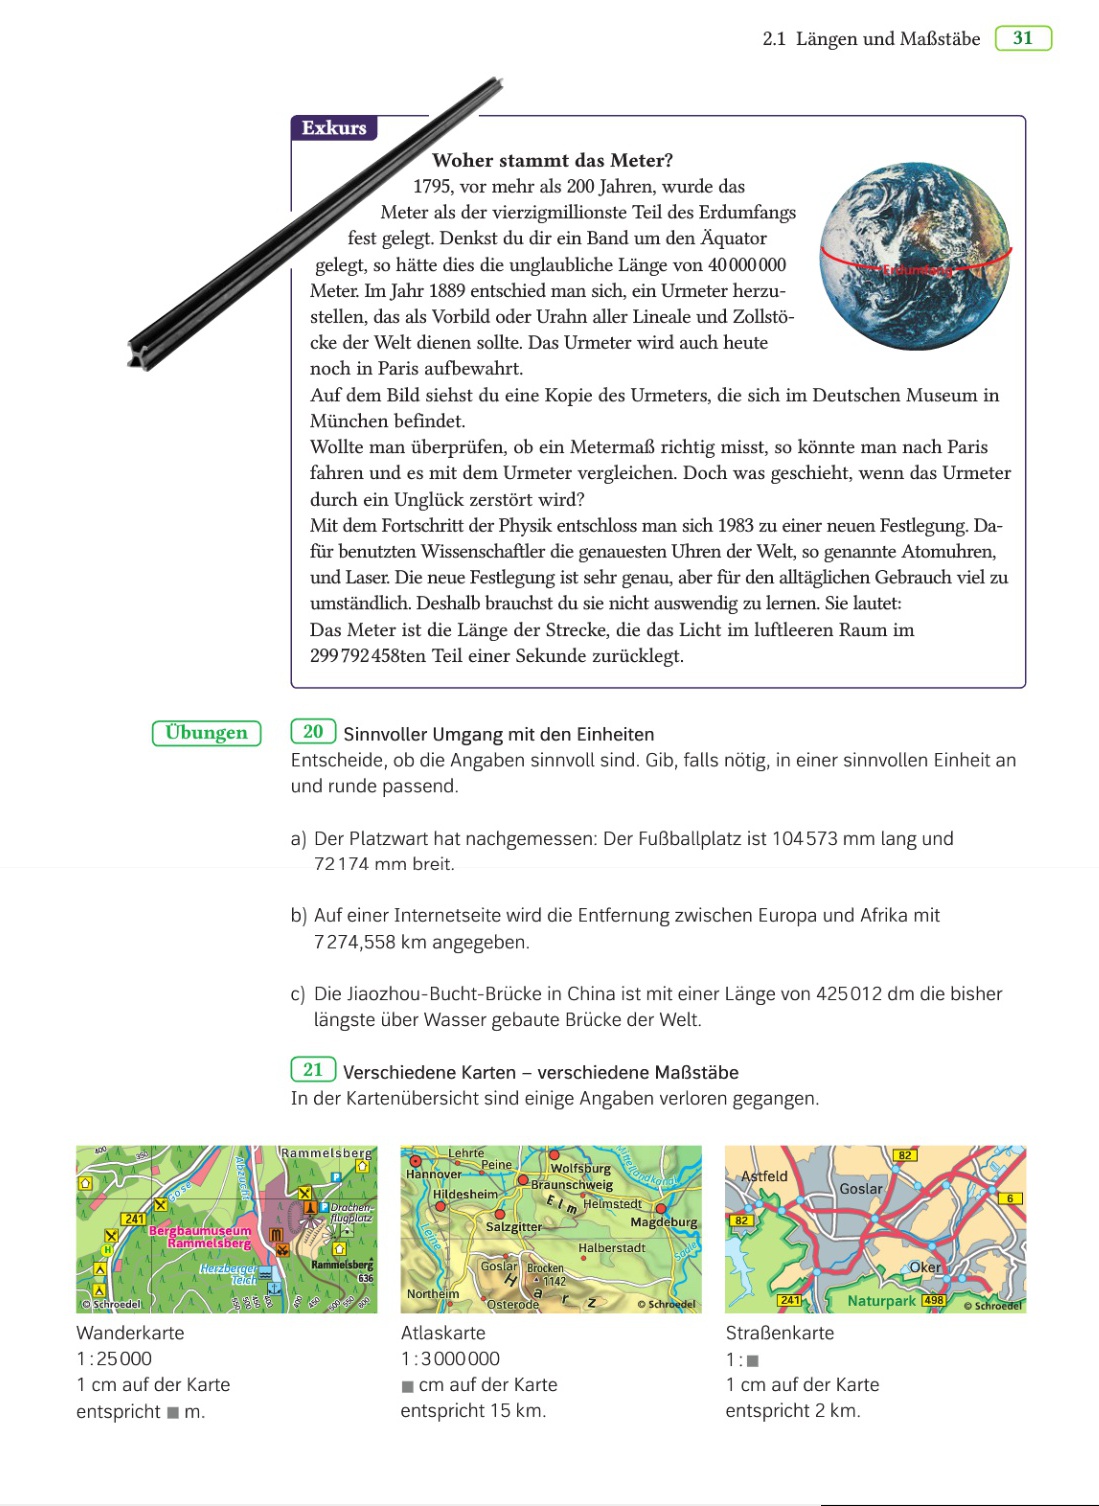 2.1 Längen und Maßstäbe 31
Exkurs
Woher stammt das Meter?
1795, vor mehr als 200 Jahren, wurde das
Meter als der vierzigmillionste Teil des Erdumfangs
fest gelegt. Denkst du dir ein Band um den Äquator
gelegt, so hätte dies die unglaubliche Länge von 40 000 000
Meter. Im Jahr 1889 entschied man sich, ein Urmeter herzu-
stellen, das als Vorbild oder Urahn aller Lineale und Zollstö-
cke der Welt dienen sollte. Das Urmeter wird auch heute
noch in Paris aufbewahrt.
Erdumfang
Auf dem Bild siehst du eine Kopie des Urmeters, die sich im Deutschen Museum in
München befindet.
Wollte man überprüfen, ob ein Metermaß richtig misst, so könnte man nach Paris
fahren und es mit dem Urmeter vergleichen. Doch was geschieht, wenn das Urmeter
durch ein Unglück zerstört wird?
Mit dem Fortschritt der Physik entschloss man sich 1983 zu einer neuen Festlegung. Da-
für benutzten Wissenschaftler die genauesten Uhren der Welt, so genannte Atomuhren,
und Laser. Die neue Festlegung ist sehr genau, aber für den alltäglichen Gebrauch viel zu
umständlich. Deshalb brauchst du sie nicht auswendig zu lernen. Sie lautet:
Das Meter ist die Länge der Strecke, die das Licht im luftleeren Raum im
299 792 458ten Teil einer Sekunde zurücklegt.
Übungen
20 Sinnvoller Umgang mit den Einheiten
Entscheide, ob die Angaben sinnvoll sind. Gib, falls nötig, in einer sinnvollen Einheit an
und runde passend.
a) Der Platzwart hat nachgemessen: Der Fußballplatz ist 104 573 mm lang und
72 174 mm breit.
b) Auf einer Internetseite wird die Entfernung zwischen Europa und Afrika mit
7 274,558 km angegeben.
c) Die Jiaozhou-Bucht-Brücke in China ist mit einer Länge von 425 012 dm die bisher
längste über Wasser gebaute Brücke der Welt.
21 Verschiedene Karten – verschiedene Maßstäbe
In der Kartenübersicht sind einige Angaben verloren gegangen.
400
350
Rammelsberg
Abzucht
Gose
P
P
Drachen-
flugplatz
241
Bergbaumuseum
Rammelsberg
H
Herzberger
Teich
Rammelsberg
636
© Schroedel
Lehrte
Peine
Hannover
Wolfsburg
Mittellandkanal
Braunschweig
Hildesheim
Elm
Helmstedt
Salzgitter
Magdeburg
Leine
Halberstadt
Saale
Goslar
Brocken
1142
Harz
Northeim
Osterode
© Schroedel
82
Astfeld
Goslar
6
82
Oker
241
Naturpark
498
© Schroedel
Wanderkarte
1 : 25 000
1 cm auf der Karte
entspricht ■ m.
Atlaskarte
1 : 3 000 000
■ cm auf der Karte
entspricht 15 km.
Straßenkarte
1 : ■
1 cm auf der Karte
entspricht 2 km.